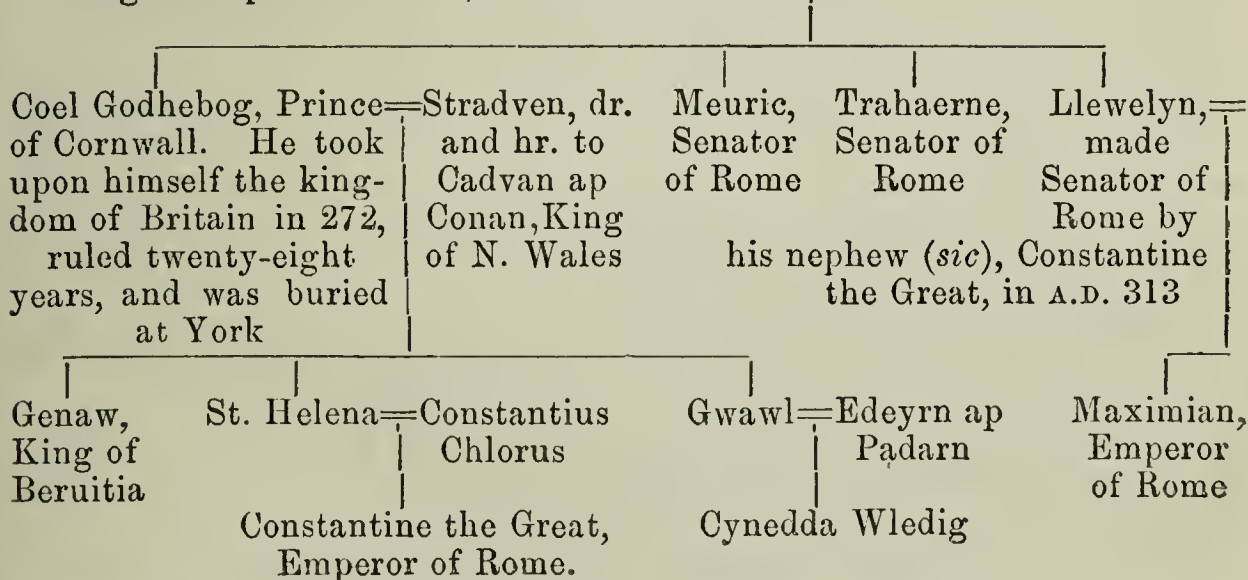 Coel Godhebog, Prince=Stradven, dr. Meuric, Trahaerne, Llewelyn,=
of Cornwall. He took and hr. to Senator Senator of made
upon himself the king- Cadvan ap of Rome Rome Senator of
dom of Britain in 272, Conan, King Rome by
ruled twenty-eight of N. Wales his nephew (sic), Constantine
years, and was buried the Great, in A.D. 313
at York
Genaw, St. Helena=Constantius Gwawl=Edeyrn ap Maximian,
King of Chlorus Padarn Emperor
Beruitia of Rome
Constantine the Great, Cynedda Wledig
Emperor of Rome.